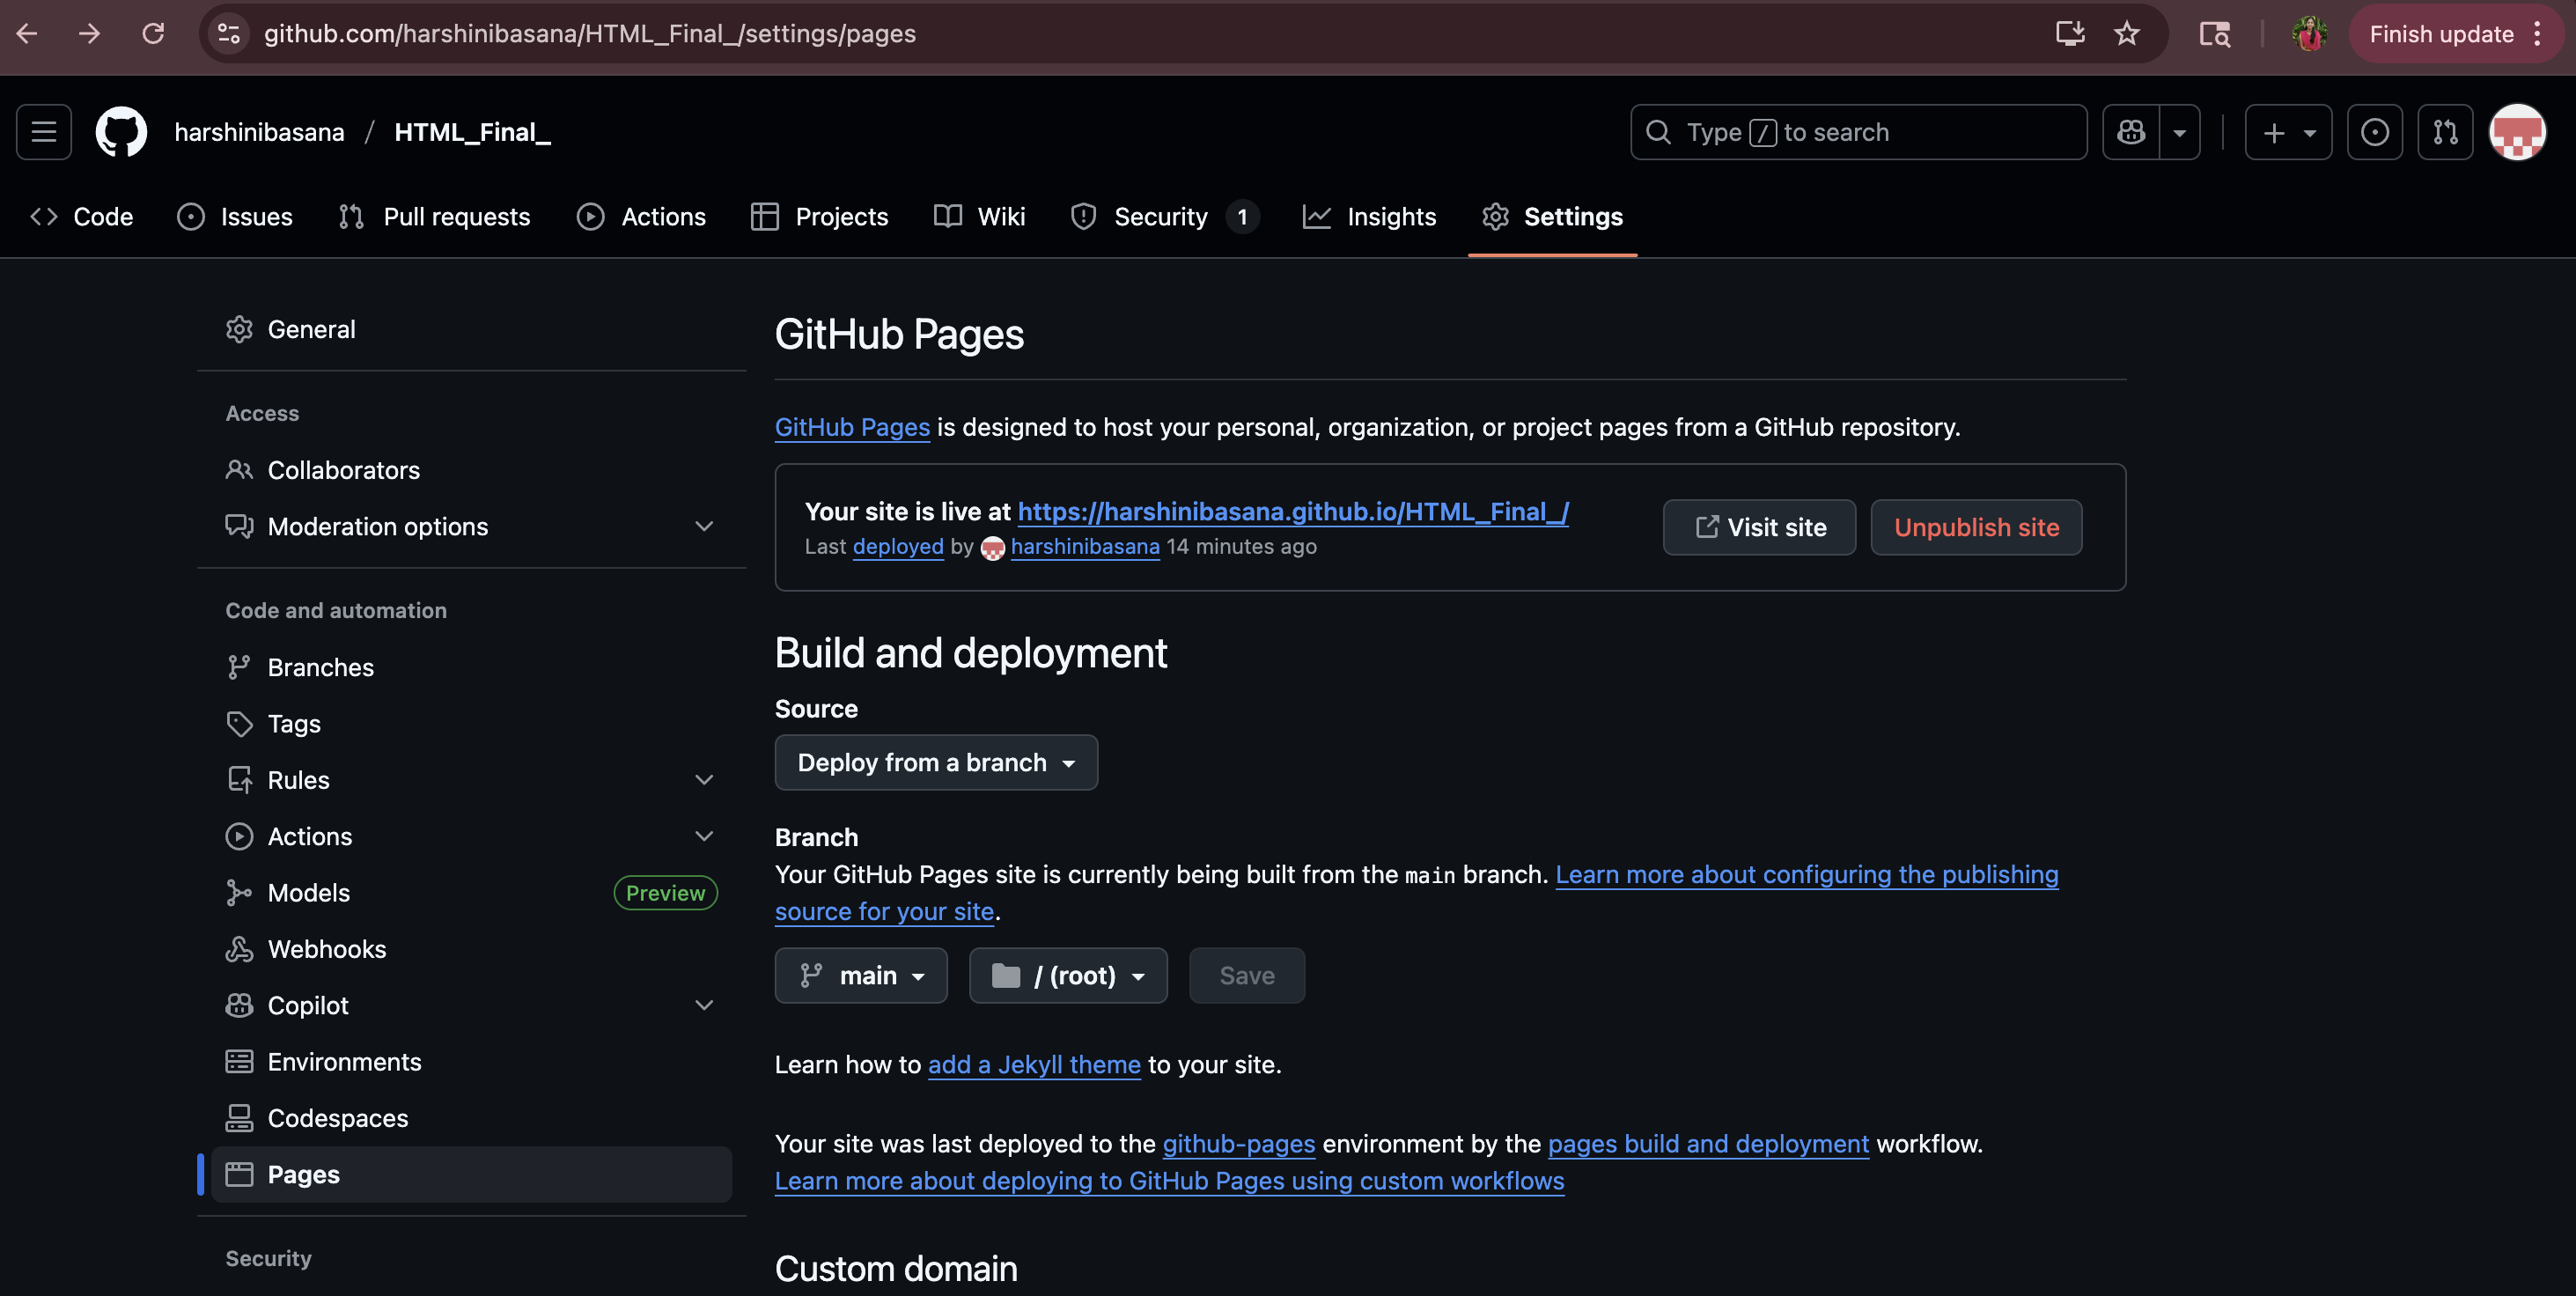 github.com/harshinibasana/HTML_Final_/settings/pages
Finish update
harshinibasana / HTML_Final_
Type / to search
Code
Issues
Pull requests
Actions
Projects
Wiki
Security 1
Insights
Settings
General
Access
Collaborators
Moderation options
Code and automation
Branches
Tags
Rules
Actions
Models Preview
Webhooks
Copilot
Environments
Codespaces
Pages
Security
GitHub Pages
GitHub Pages is designed to host your personal, organization, or project pages from a GitHub repository.
Your site is live at https://harshinibasana.github.io/HTML_Final_/
Last deployed by harshinibasana 14 minutes ago
Visit site
Unpublish site
Build and deployment
Source
Deploy from a branch
Branch
Your GitHub Pages site is currently being built from the main branch. Learn more about configuring the publishing
source for your site.
main
/ (root)
Save
Learn how to add a Jekyll theme to your site.
Your site was last deployed to the github-pages environment by the pages build and deployment workflow.
Learn more about deploying to GitHub Pages using custom workflows
Custom domain